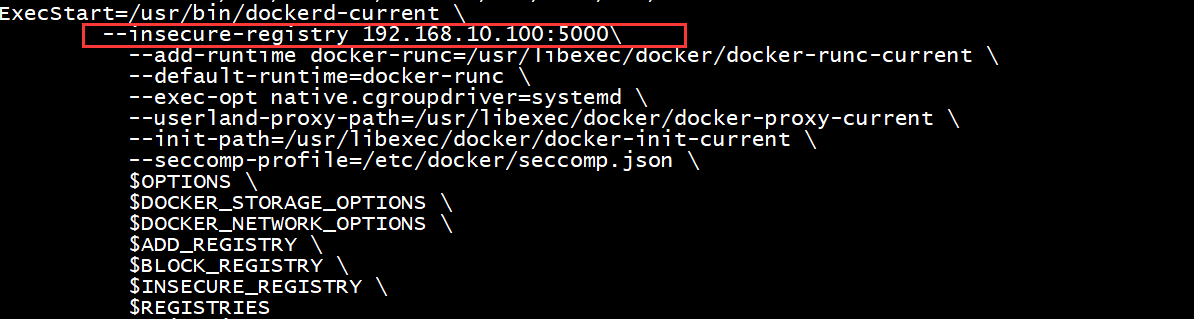 ExecStart=/usr/bin/dockerd-current \
--insecure-registry 192.168.10.100:5000\
--add-runtime docker-runc=/usr/libexec/docker/docker-runc-current \
--default-runtime=docker-runc \
--exec-opt native.cgroupdriver=systemd \
--userland-proxy-path=/usr/libexec/docker/docker-proxy-current \
--init-path=/usr/libexec/docker/docker-init-current \
--seccomp-profile=/etc/docker/seccomp.json \
$OPTIONS \
$DOCKER_STORAGE_OPTIONS \
$DOCKER_NETWORK_OPTIONS \
$ADD_REGISTRY \
$BLOCK_REGISTRY \
$INSECURE_REGISTRY \
$REGISTRIES